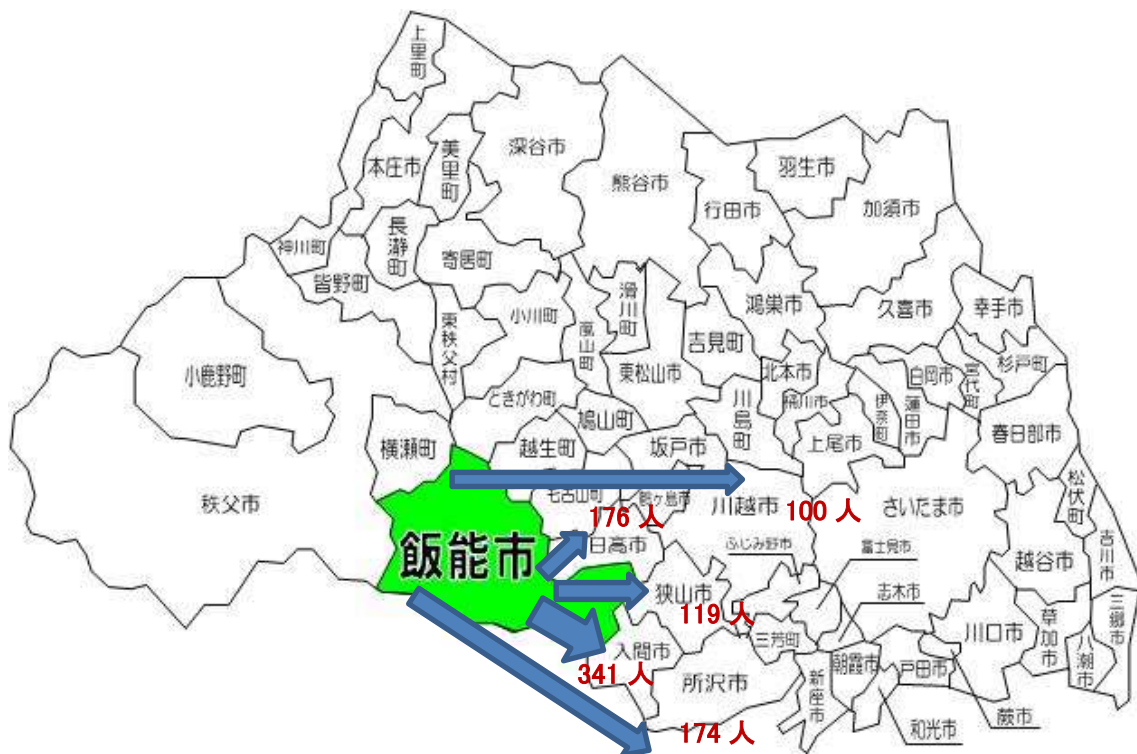 上里町
本庄市
美里町
深谷市
熊谷市
行田市
羽生市
加須市
神川町
長瀞町
皆野町
寄居町
小川町
東秩父村
嵐山町
滑川町
東松山市
吉見町
鴻巣市
久喜市
幸手市
杉戸町
宮代町
白岡市
蓮田市
伊奈町
北本市
桶川市
川島町
上尾市
春日部市
小鹿野町
ときがわ町
鳩山町
横瀬町
越生町
坂戸市
毛呂山町
鶴ヶ島市
川越市
100 人
さいたま市
松伏町
秩父市
176 人
飯能市
日高市
ふじみ野市
富士見市
越谷市
吉川市
狭山市
119 人
志木市
三芳町
川口市
草加市
三郷市
八潮市
入間市
341 人
所沢市
新座市
朝霞市
戸田市
174 人
和光市
蕨市